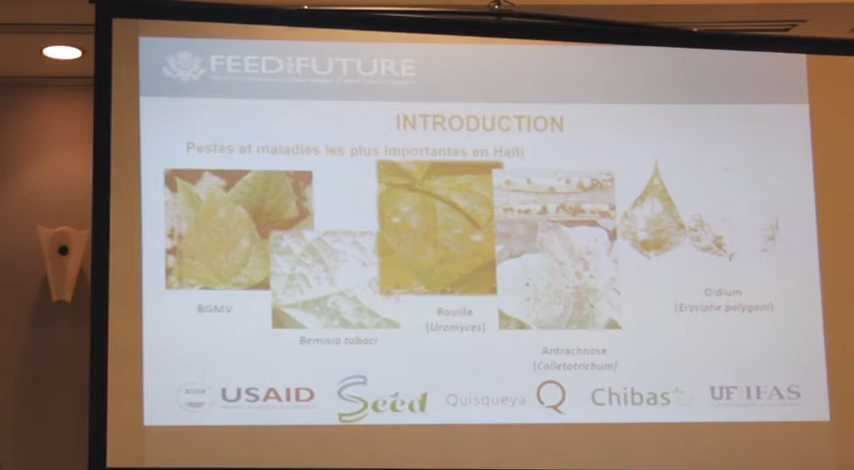 FEED THE FUTURE
INTRODUCTION
Pestes et maladies les plus importantes en Haiti
BGMV
Bemisia tabaci
Rouille
(Uromyces)
Antrachnose
(Colletotrichum)
Oidium
(Erysiphe polygoni)
USAID
Seed
Quisqueya
Q
Chibas
UF IFAS